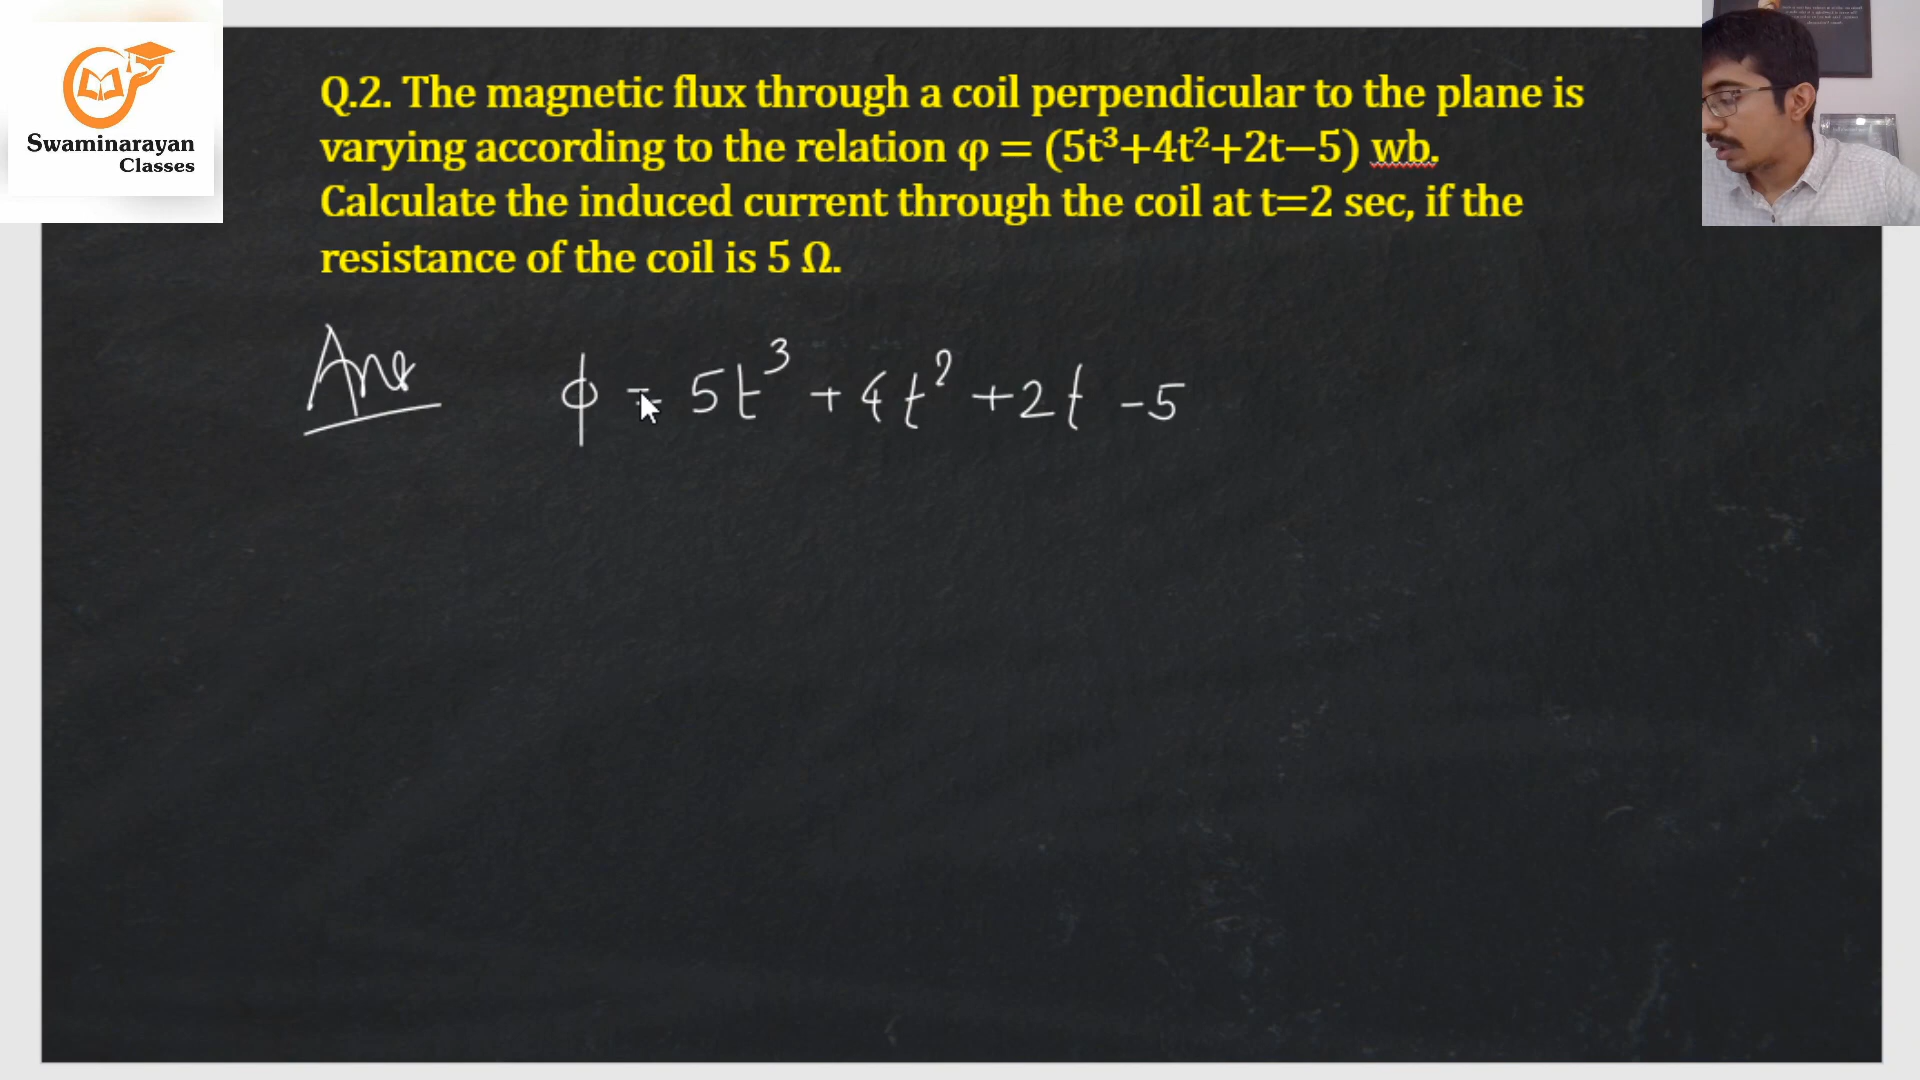 Swaminarayan
Classes
Q.2. The magnetic flux through a coil perpendicular to the plane is
varying according to the relation φ = (5t³+4t²+2t−5) wb.
Calculate the induced current through the coil at t=2 sec, if the
resistance of the coil is 5 Ω.
Ans ϕ = 5t³ + 4t² + 2t - 5